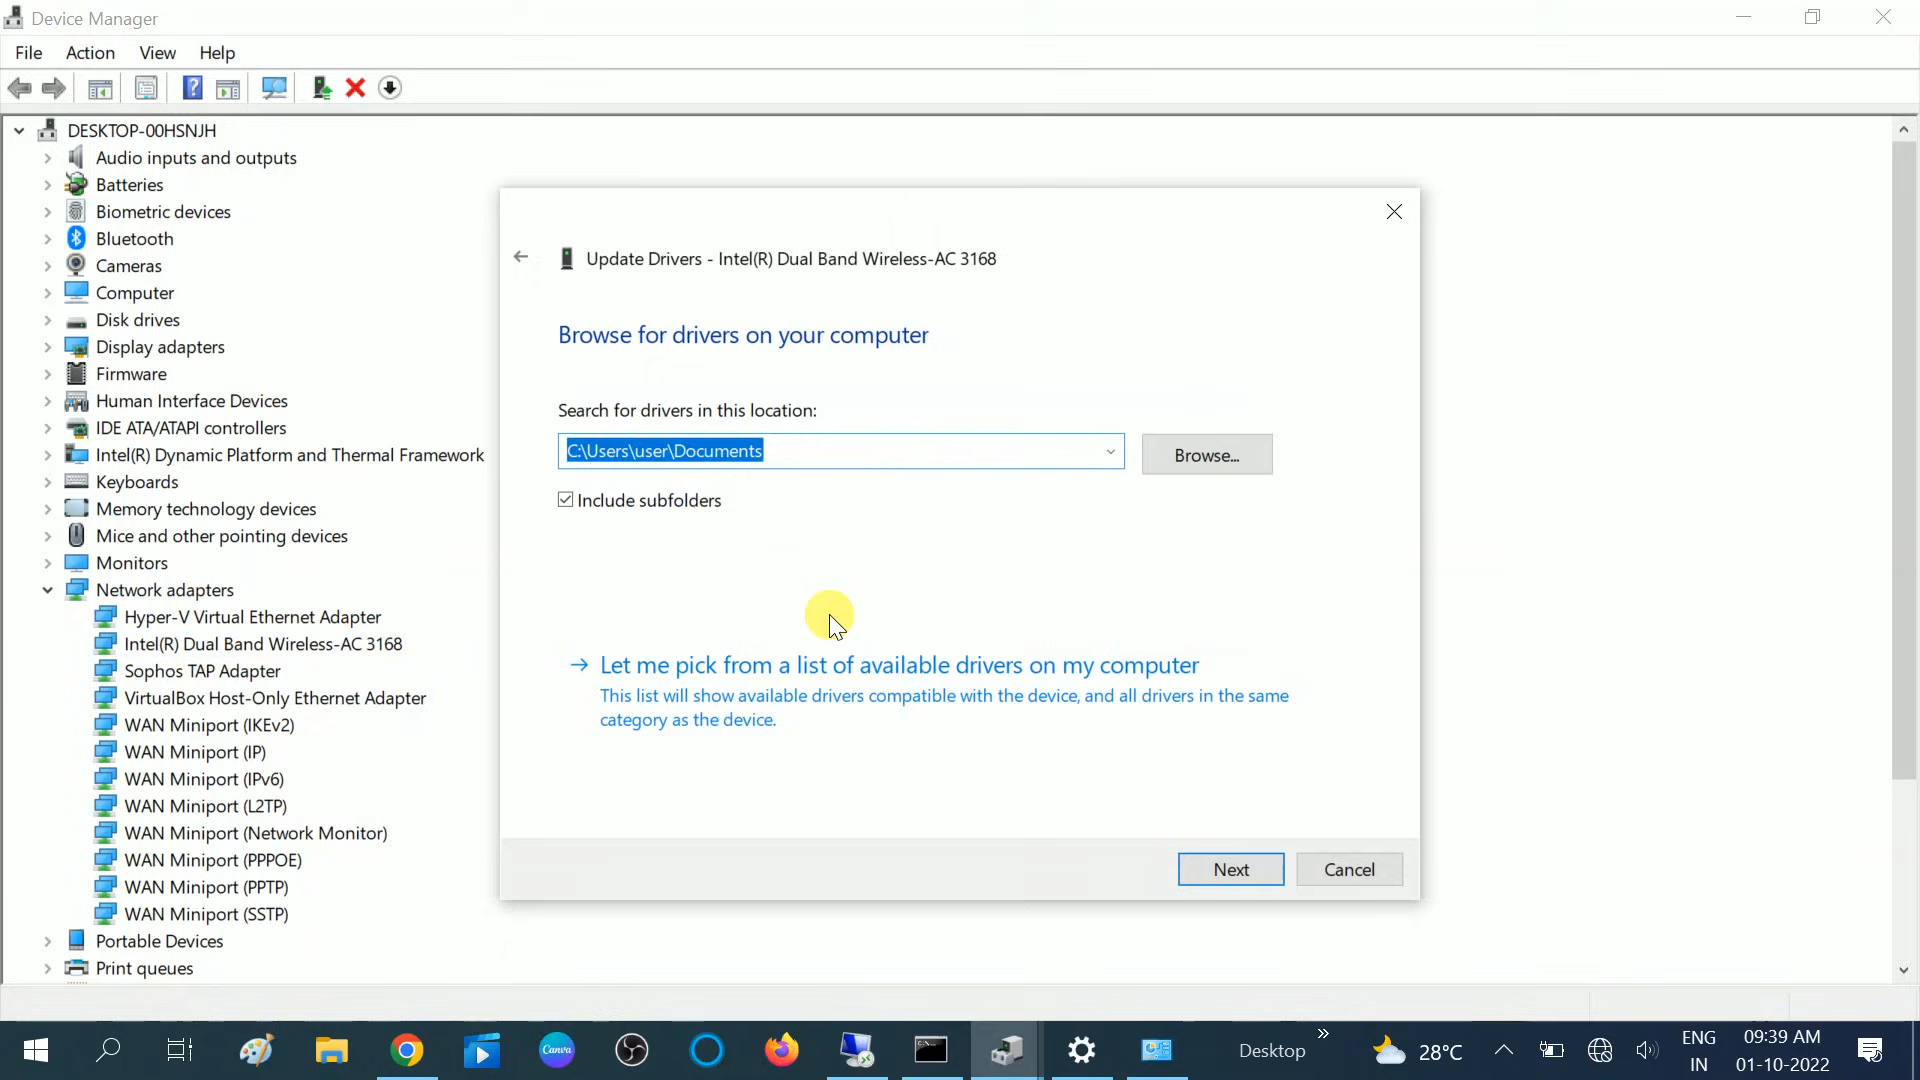 Device Manager
File Action View Help
DESKTOP-00HSNJH
Audio inputs and outputs
Batteries
Biometric devices
Bluetooth
Cameras
Computer
Disk drives
Display adapters
Firmware
Human Interface Devices
IDE ATA/ATAPI controllers
Intel(R) Dynamic Platform and Thermal Framework
Keyboards
Memory technology devices
Mice and other pointing devices
Monitors
Network adapters
Hyper-V Virtual Ethernet Adapter
Intel(R) Dual Band Wireless-AC 3168
Sophos TAP Adapter
VirtualBox Host-Only Ethernet Adapter
WAN Miniport (IKEv2)
WAN Miniport (IP)
WAN Miniport (IPv6)
WAN Miniport (L2TP)
WAN Miniport (Network Monitor)
WAN Miniport (PPPOE)
WAN Miniport (PPTP)
WAN Miniport (SSTP)
Portable Devices
Print queues
Update Drivers - Intel(R) Dual Band Wireless-AC 3168
Browse for drivers on your computer
Search for drivers in this location:
C:\Users\user\Documents
Browse...
Include subfolders
Let me pick from a list of available drivers on my computer
This list will show available drivers compatible with the device, and all drivers in the same
category as the device.
Next Cancel
Canva
Desktop
28°C
ENG
IN
09:39 AM
01-10-2022